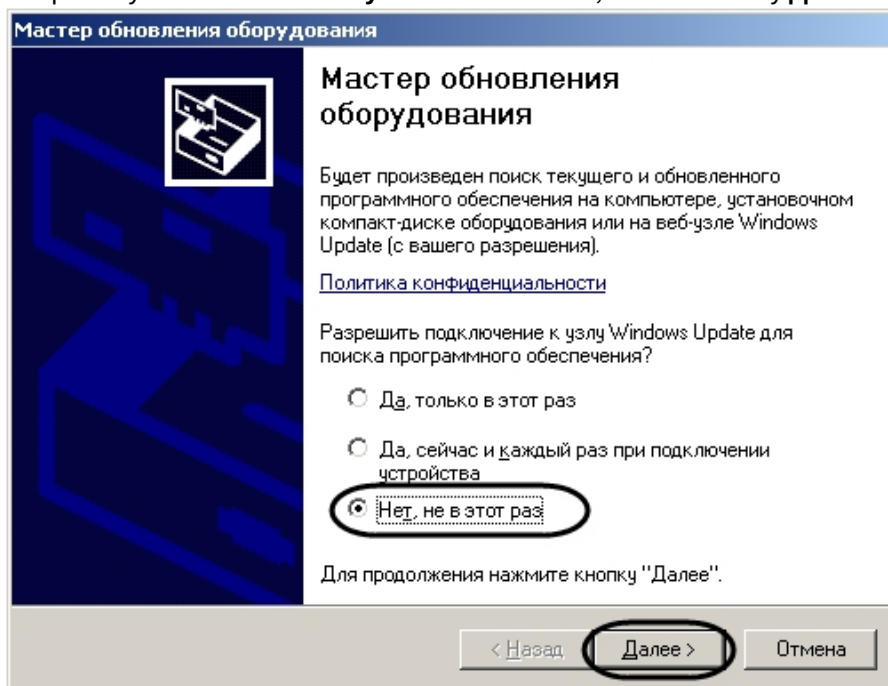 Мастер обновления оборудования
Мастер обновления
оборудования
Будет произведен поиск текущего и обновленного
программного обеспечения на компьютере, установочном
компакт-диске оборудования или на веб-узле Windows
Update (с вашего разрешения).
Политика конфиденциальности
Разрешить подключение к узлу Windows Update для
поиска программного обеспечения?
Да, только в этот раз
Да, сейчас и каждый раз при подключении
устройства
Нет, не в этот раз
Для продолжения нажмите кнопку "Далее".
< Назад Далее > Отмена